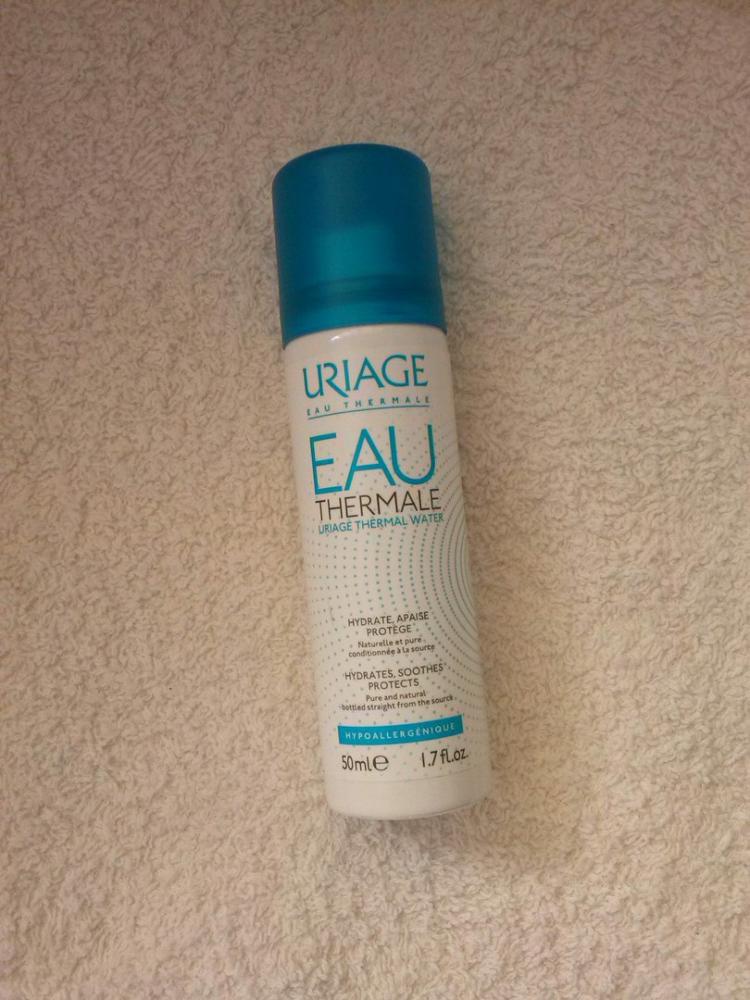 URIAGE
EAU THERMALE
EAU
THERMALE
URIAGE THERMAL WATER
HYDRATE, APAISE
PROTÈGE
Naturelle et pure
conditionnée à la source
HYDRATES, SOOTHES
PROTECTS
Pure and natural
bottled straight from the source
HYPOALLERGÉNIQUE
50ml℮ 1.7 fl.oz.